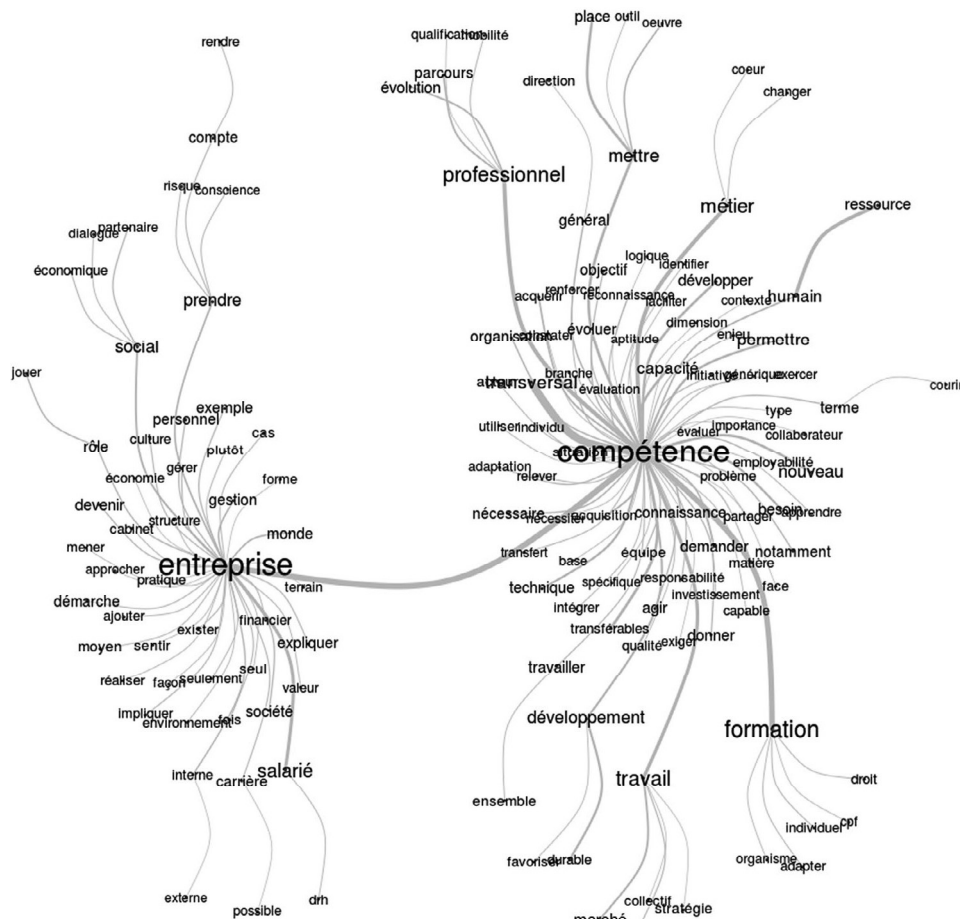 place outil
oeuvre
qualification mobilité
rendre
parcours
direction
coeur
évolution
changer
compte
mettre
professionnel
risque
conscience
métier
ressource
général
partenaire
dialogue
logique
identifier
économique
objectif
développer
renforcer
reconnaissance
acquérir
faciliter
contexte
humain
prendre
dimension
évoluer
organisation
constater
aptitude
enjeu
permettre
social
capacité
jouer
branche
initiative
générique
exercer
transversal
évaluation
courir
exemple
terme
type
personnel
utiliser
individu
importance
évaluer
collaborateur
cas
culture
rôle
plutôt
situation
compétence
employabilité
gérer
adaptation
nouveau
relever
problème
économie
forme
gestion
devenir
besoin
apprendre
nécessaire
nécessiter
acquisition
connaissance
partager
structure
cabinet
monde
mener
demander
transfert
équipe
notamment
base
matière
entreprise
approcher
pratique
terrain
technique
spécifique
responsabilité
face
investissement
démarche
intégrer
agir
capable
ajouter
financier
exister
transférables
donner
expliquer
qualité
exiger
moyen
sentir
travailler
seul
réaliser
façon
seulement
valeur
impliquer
environnement
fois
société
développement
formation
interne
carrière
salarié
travail
droit
ensemble
individuel
cpf
favoriser
durable
organisme
adapter
externe
possible
drh
collectif
stratégie
marché